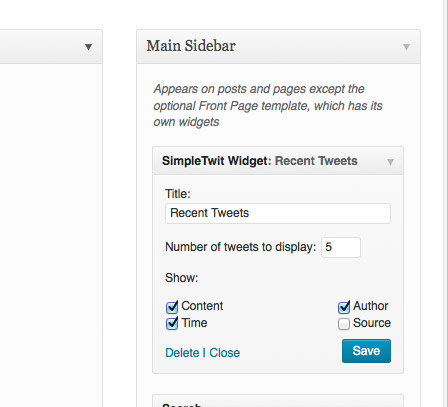 Main Sidebar
Appears on posts and pages except the
optional Front Page template, which has its
own widgets
SimpleTwit Widget: Recent Tweets
Title:
Recent Tweets
Number of tweets to display: 5
Show:
Content Author
Time Source
Delete | Close Save
Search